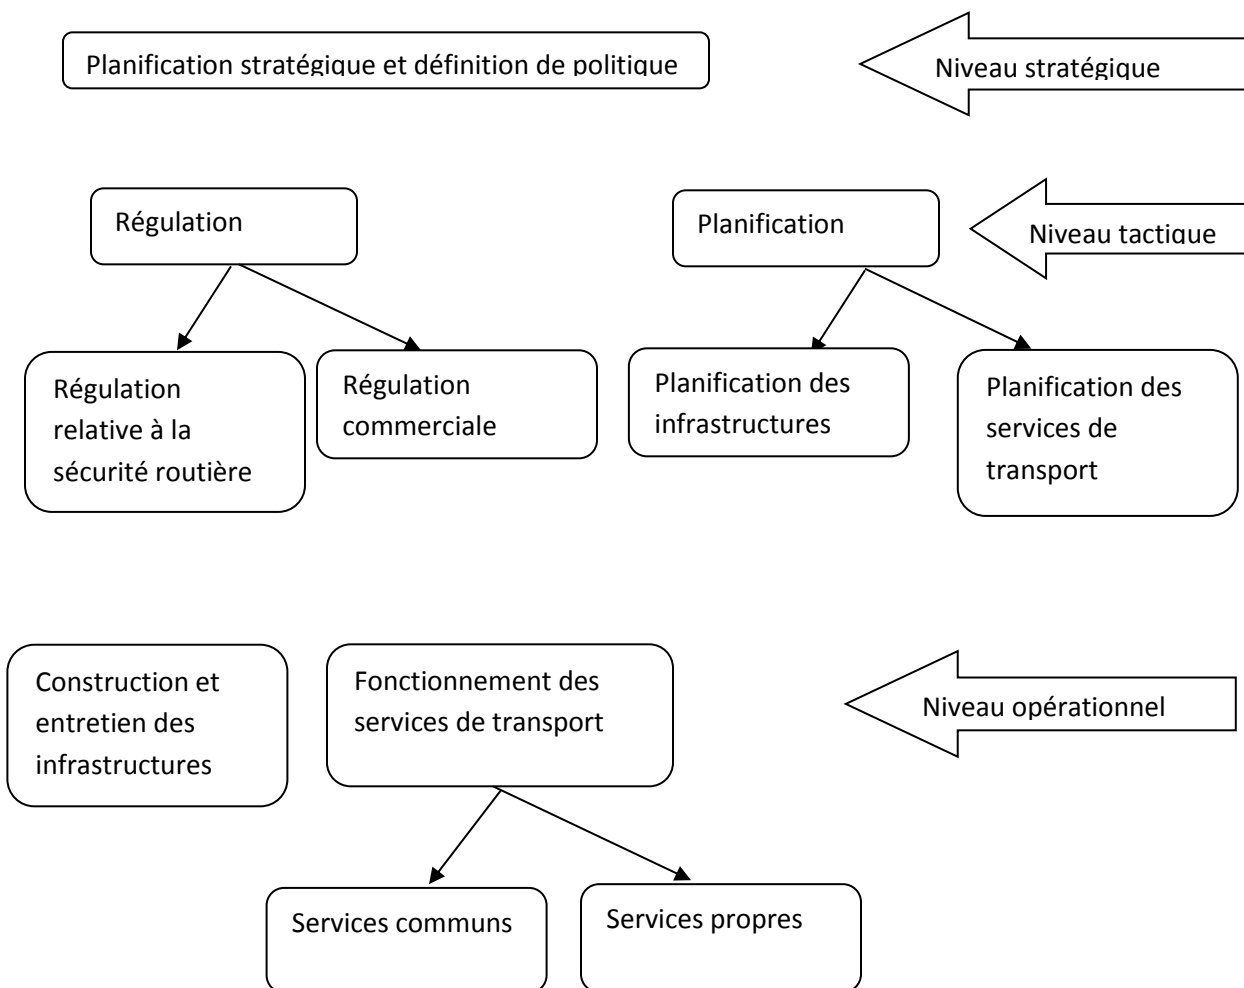 Planification stratégique et définition de politique
Niveau stratégique
Régulation
Planification
Niveau tactique
Régulation
relative à la
sécurité routière
Régulation
commerciale
Planification des
infrastructures
Planification des
services de
transport
Construction et
entretien des
infrastructures
Fonctionnement des
services de transport
Niveau opérationnel
Services communs
Services propres